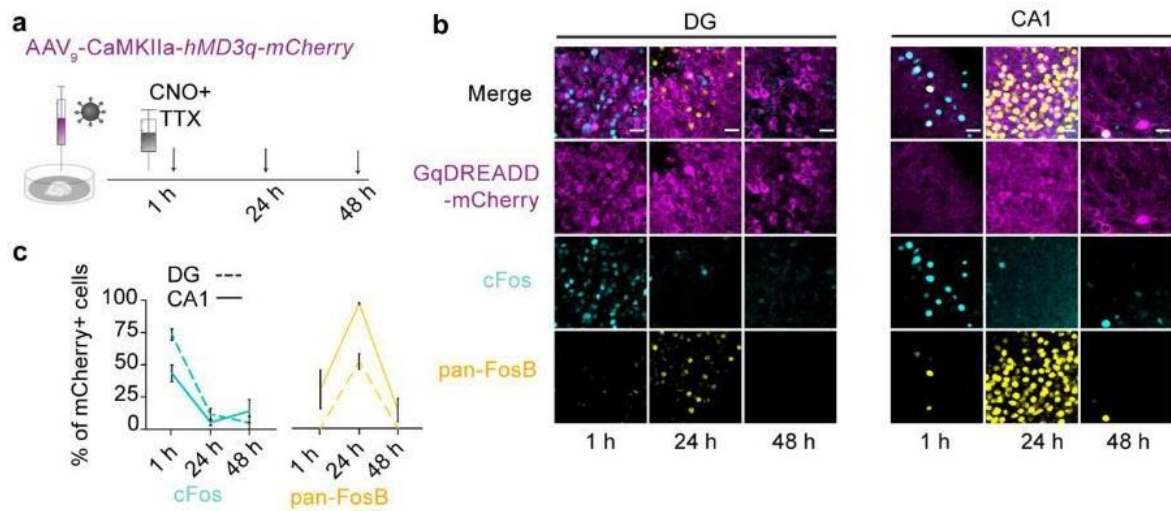 a
AAV9-CaMKIIa-hMD3q-mCherry
CNO+
TTX
1 h
24 h
48 h
b
DG
CA1
Merge
GqDREADD
-mCherry
cFos
pan-FosB
1 h
24 h
48 h
1 h
24 h
48 h
c
DG
CA1
% of mCherry+ cells
100
75
50
25
0
1 h
24 h
48 h
cFos
1 h
24 h
48 h
pan-FosB